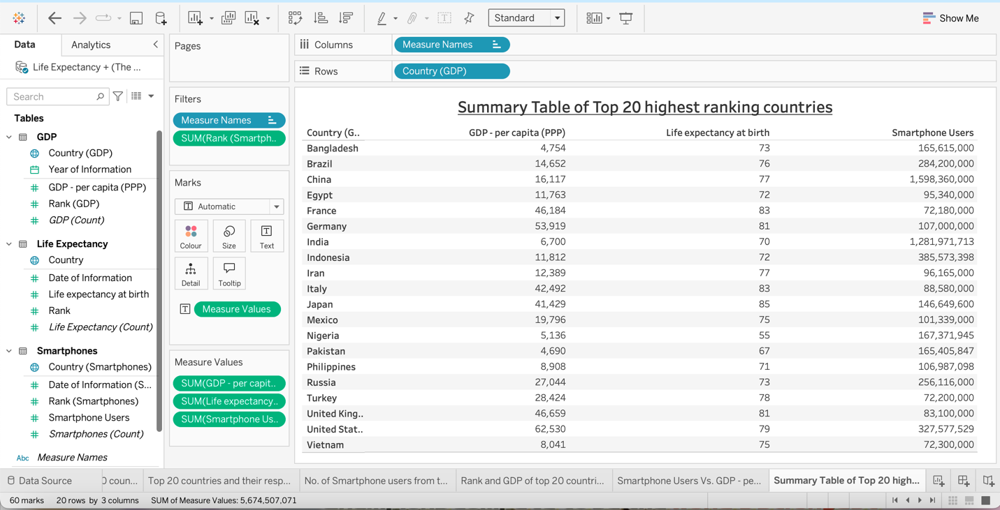 Standard
Show Me
Data
Analytics
Life Expectancy + (The ...
Search
Tables
GDP
Country (GDP)
Year of Information
GDP - per capita (PPP)
Rank (GDP)
GDP (Count)
Life Expectancy
Country
Date of Information
Life expectancy at birth
Rank
Life Expectancy (Count)
Smartphones
Country (Smartphones)
Date of Information (S...
Rank (Smartphones)
Smartphone Users
Smartphones (Count)
Abc Measure Names
Pages
Filters
Measure Names
SUM(Rank (Smartph..
Marks
T Automatic
Colour Size T Text
Detail Tooltip
T Measure Values
Measure Values
SUM(GDP - per capit..
SUM(Life expectancy..
SUM(Smartphone Us..
Columns Measure Names
Rows Country (GDP)
Summary Table of Top 20 highest ranking countries
Country (G.. GDP - per capita (PPP) Life expectancy at birth Smartphone Users
Bangladesh 4,754 73 165,615,000
Brazil 14,652 76 284,200,000
China 16,117 77 1,598,360,000
Egypt 11,763 72 95,340,000
France 46,184 83 72,180,000
Germany 53,919 81 107,000,000
India 6,700 70 1,281,971,713
Indonesia 11,812 72 385,573,398
Iran 12,389 77 96,165,000
Italy 42,492 83 88,580,000
Japan 41,429 85 146,649,600
Mexico 19,796 75 101,339,000
Nigeria 5,136 55 167,371,945
Pakistan 4,690 67 165,405,847
Philippines 8,908 71 106,987,098
Russia 27,044 73 256,116,000
Turkey 28,424 78 72,200,000
United King.. 46,659 81 83,100,000
United Stat.. 62,530 79 327,577,529
Vietnam 8,041 75 72,300,000
Data Source 0 coun... Top 20 countries and their resp... No. of Smartphone users from t... Rank and GDP of top 20 countri... Smartphone Users Vs. GDP - pe... Summary Table of Top 20 high...
60 marks 20 rows by 3 columns SUM of Measure Values: 5,674,507,071